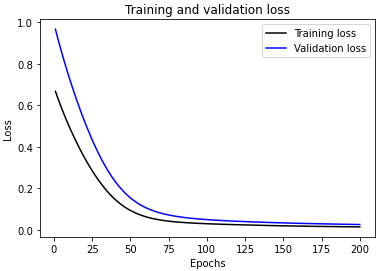 Training and validation loss
Training loss
Validation loss
1.0
0.8
0.6
0.4
0.2
0.0
Loss
0 25 50 75 100 125 150 175 200
Epochs